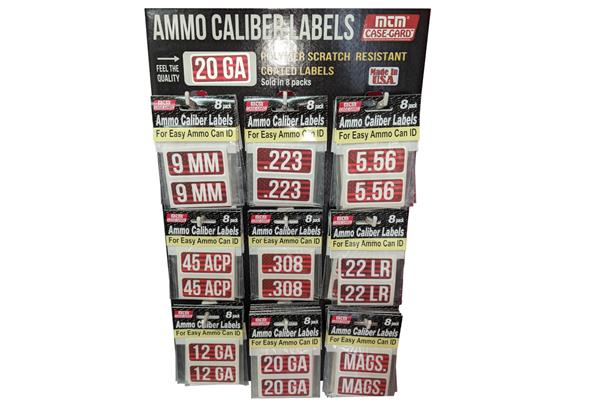 AMMO CALIBER LABELS
MTM
CASE-GARD
FEEL THE
QUALITY
20 GA
POLYMER SCRATCH RESISTANT
COATED LABELS
Sold in 8 packs
Made in
U.S.A.
8 pack
Ammo Caliber Labels
For Easy Ammo Can ID
9 MM
9 MM
8 pack
Ammo Caliber Labels
For Easy Ammo Can ID
.223
.223
8 pack
Ammo Caliber Labels
For Easy Ammo Can ID
5.56
5.56
8 pack
Ammo Caliber Labels
For Easy Ammo Can ID
45 ACP
45 ACP
8 pack
Ammo Caliber Labels
For Easy Ammo Can ID
.308
.308
8 pack
Ammo Caliber Labels
For Easy Ammo Can ID
.22 LR
.22 LR
8 pack
Ammo Caliber Labels
For Easy Ammo Can ID
12 GA
12 GA
8 pack
Ammo Caliber Labels
For Easy Ammo Can ID
20 GA
20 GA
8 pack
Ammo Caliber Labels
For Easy Ammo Can ID
MAGS.
MAGS.